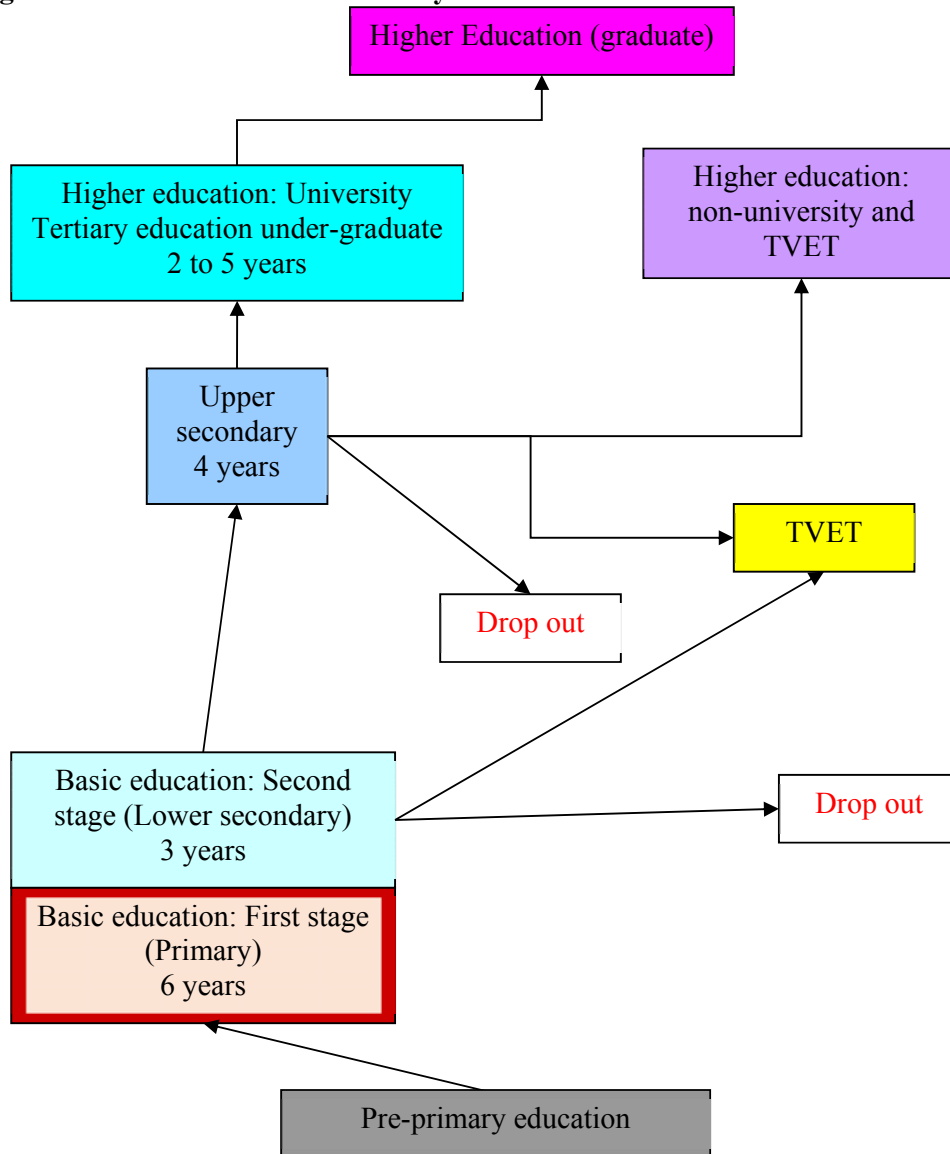 Higher Education (graduate)
Higher education: University
Tertiary education under-graduate
2 to 5 years
Higher education:
non-university and
TVET
Upper
secondary
4 years
TVET
Drop out
Basic education: Second
stage (Lower secondary)
3 years
Drop out
Basic education: First stage
(Primary)
6 years
Pre-primary education